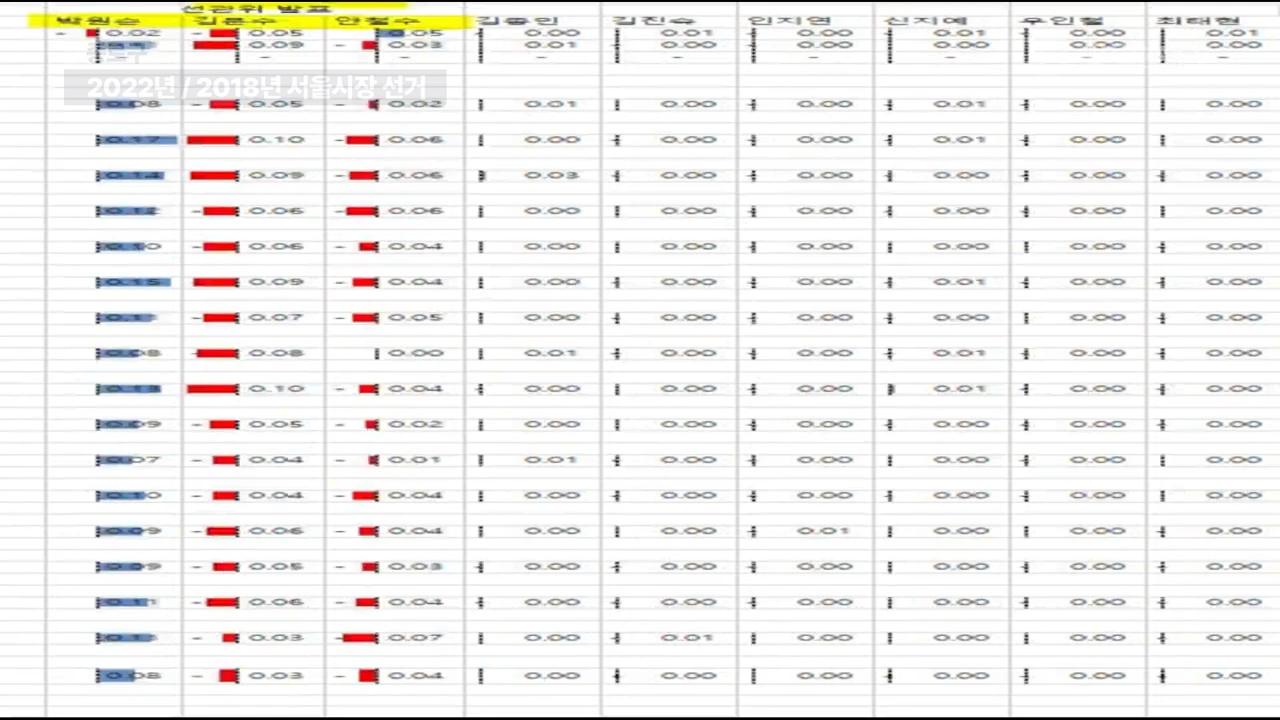 선관위 발표
박원순 김문수 안철수 김종민 김진숙 인지연 신지예 우인철 최태현
- 0.02 - 0.05 0.05 0.00 - 0.01 0.00 0.01 0.00 0.01
- 0.09 - 0.03 0.01 0.00 0.00 0.00 0.00 0.00
종로구
- - - - - - - -
2022년 / 2018년 서울시장 선거
0.08 - 0.05 - 0.02 0.01 0.00 0.00 0.01 0.00 0.00
0.17 0.10 - 0.06 0.00 0.00 0.00 0.01 0.00 0.00
0.14 - 0.09 - 0.06 0.03 0.00 0.00 0.00 0.00 0.00
0.12 - 0.06 - 0.06 0.00 0.00 0.00 0.00 0.00 0.00
0.10 - 0.06 - 0.04 0.00 0.00 0.00 0.00 0.00 0.00
0.15 - 0.09 - 0.04 0.00 0.00 0.00 0.01 0.00 0.00
- 0.07 - 0.05 0.00 0.00 0.00 0.00 0.00 0.00
0.08 - 0.08 0.00 0.01 0.00 0.00 0.01 0.00 0.00
0.13 0.10 - 0.04 0.00 0.00 0.00 0.01 0.00 0.00
0.09 - 0.05 - 0.02 0.00 0.00 0.00 0.00 0.00 0.00
0.07 - 0.04 - 0.01 0.01 0.00 0.00 0.00 0.00 0.00
0.10 - 0.04 - 0.04 0.00 0.00 0.00 0.00 0.00 0.00
0.09 - 0.06 - 0.04 0.00 0.00 0.01 0.00 0.00 0.00
0.09 - 0.05 - 0.03 0.00 0.00 0.00 0.00 0.00 0.00
0.11 - 0.06 - 0.04 0.00 0.00 0.00 0.00 0.00 0.00
- 0.03 - 0.07 0.00 0.01 0.00 0.00 0.00 0.00
0.08 - 0.03 - 0.04 0.00 0.00 0.00 0.00 0.00 0.00